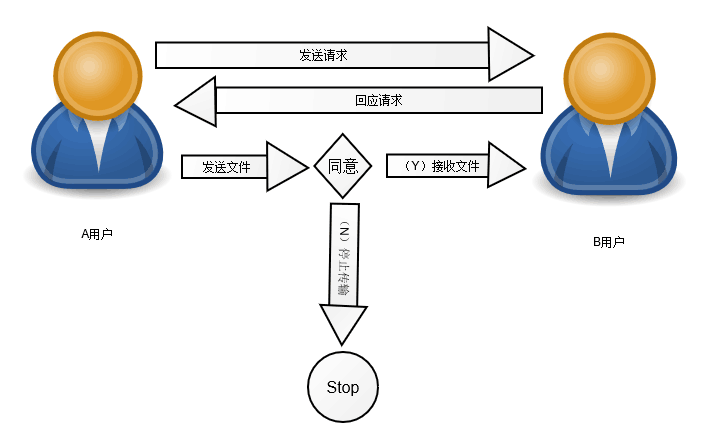 发送请求
回应请求
发送文件
同意
（Y）接收文件
A用户
B用户
（N）停止传输
Stop